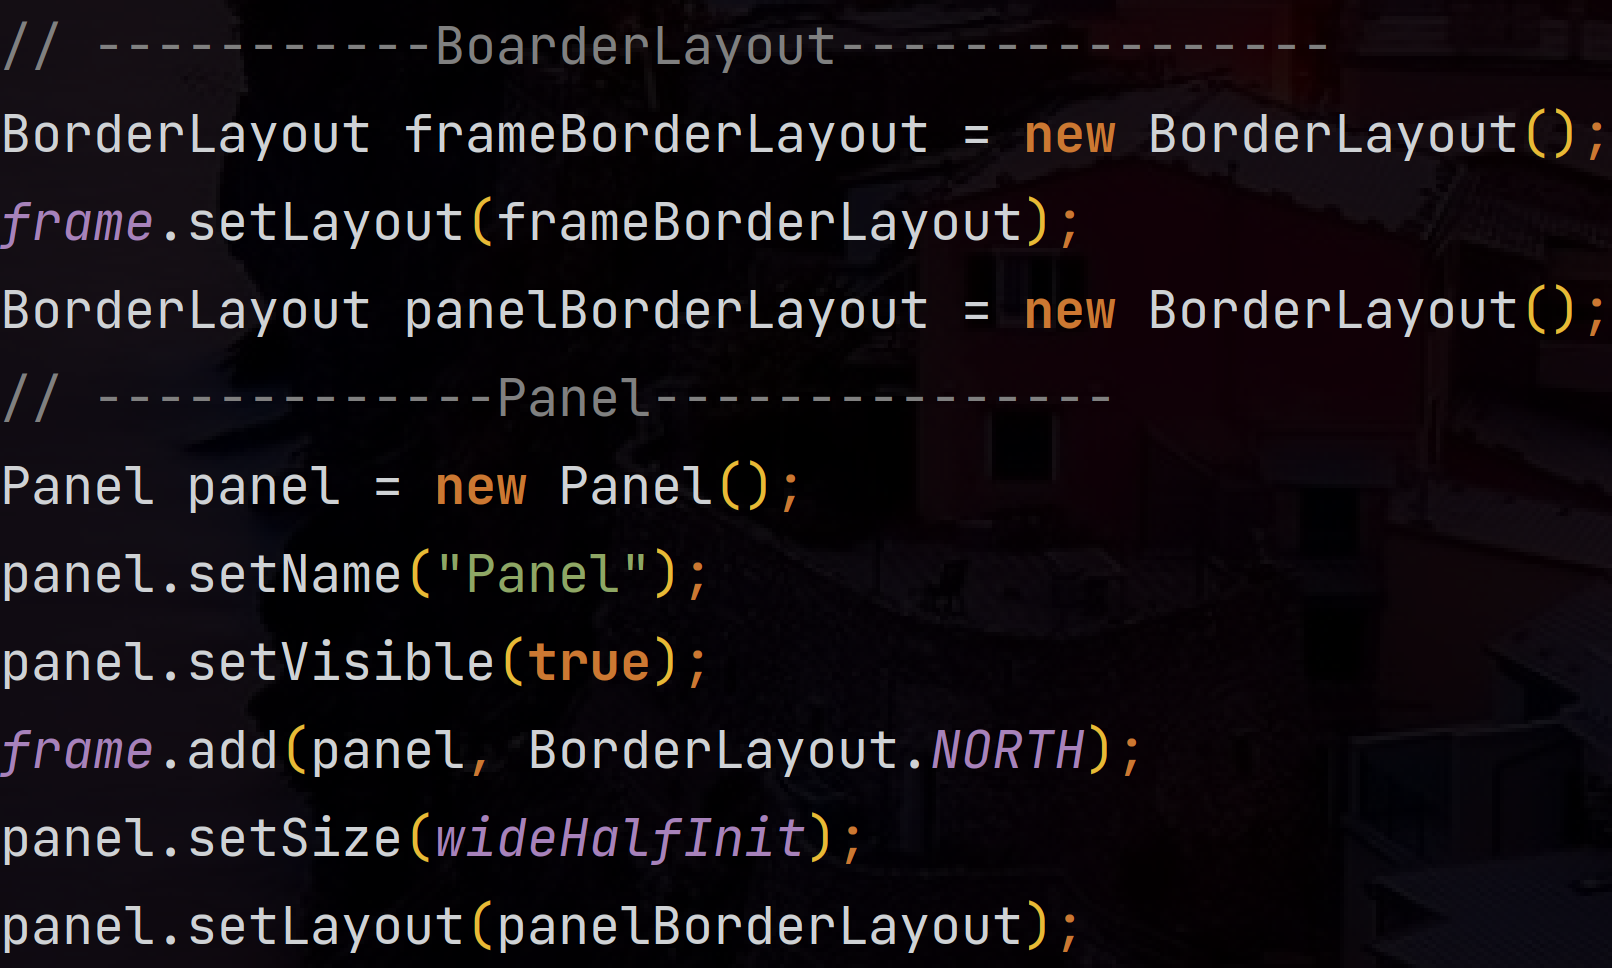 // -----------BoarderLayout----------------
BorderLayout frameBorderLayout = new BorderLayout();
frame.setLayout(frameBorderLayout);
BorderLayout panelBorderLayout = new BorderLayout();
// -------------Panel---------------
Panel panel = new Panel();
panel.setName("Panel");
panel.setVisible(true);
frame.add(panel, BorderLayout.NORTH);
panel.setSize(wideHalfInit);
panel.setLayout(panelBorderLayout);